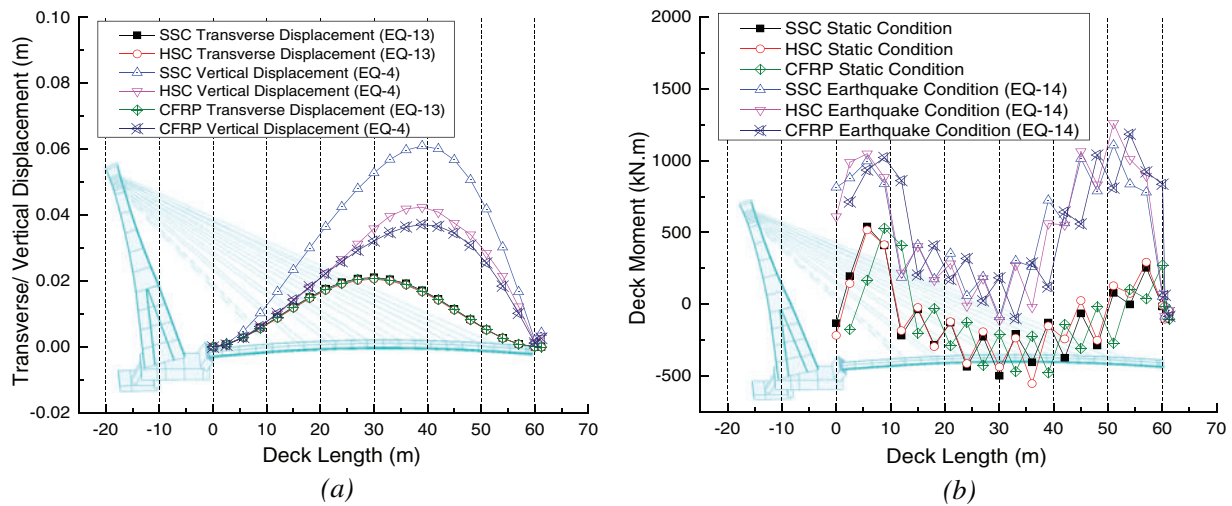 0.10
0.08
0.06
0.04
0.02
0.00
-0.02
Transverse/ Vertical Displacement (m)
SSC Transverse Displacement (EQ-13)
HSC Transverse Displacement (EQ-13)
SSC Vertical Displacement (EQ-4)
HSC Vertical Displacement (EQ-4)
CFRP Transverse Displacement (EQ-13)
CFRP Vertical Displacement (EQ-4)
-20 -10 0 10 20 30 40 50 60 70
Deck Length (m)
(a)
2000
1500
1000
500
0
-500
Deck Moment (kN.m)
SSC Static Condition
HSC Static Condition
CFRP Static Condition
SSC Earthquake Condition (EQ-14)
HSC Earthquake Condition (EQ-14)
CFRP Earthquake Condition (EQ-14)
-20 -10 0 10 20 30 40 50 60 70
Deck Length (m)
(b)